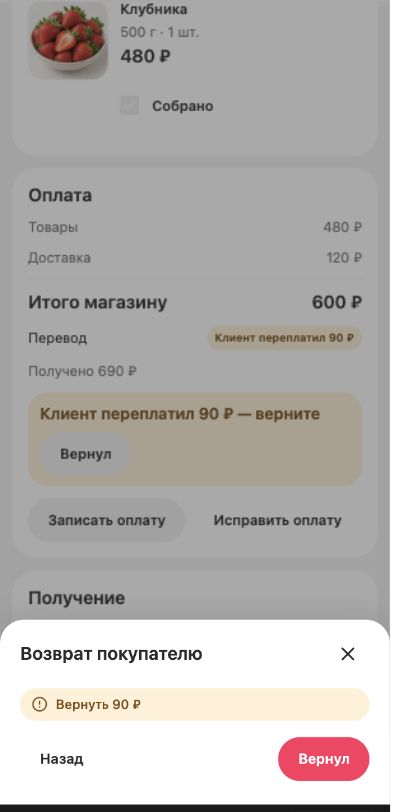 Клубника
500 г · 1 шт.
480 ₽
Собрано
Оплата
Товары 480 ₽
Доставка 120 ₽
Итого магазину 600 ₽
Перевод Клиент переплатил 90 ₽
Получено 690 ₽
Клиент переплатил 90 ₽ — верните
Вернул
Записать оплату Исправить оплату
Получение
Возврат покупателю
Вернуть 90 ₽
Назад Вернул